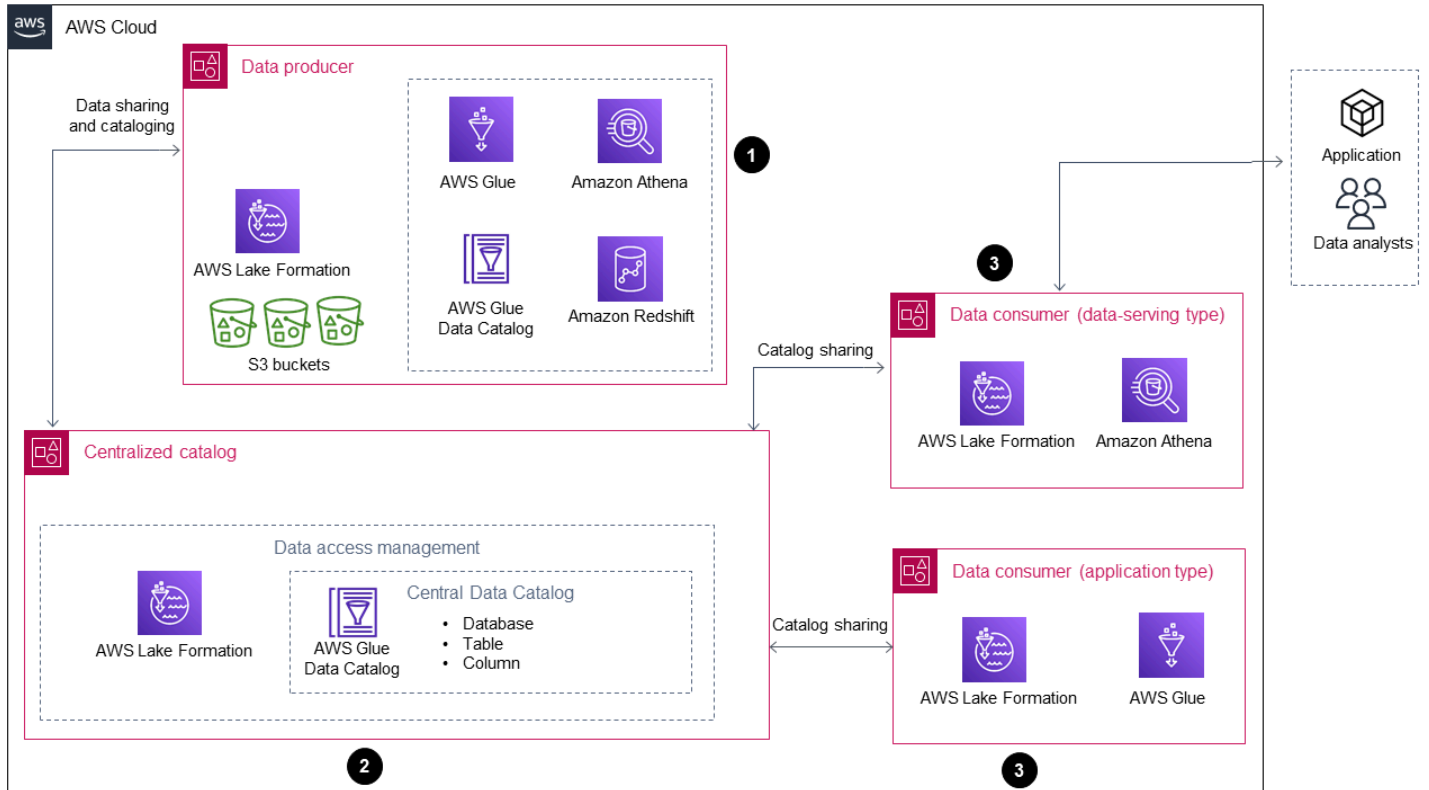 aws
AWS Cloud
Data producer
Data sharing
and cataloging
AWS Glue
Amazon Athena
1
AWS Lake Formation
AWS Glue
Data Catalog
Amazon Redshift
S3 buckets
Application
Data analysts
3
Data consumer (data-serving type)
Catalog sharing
AWS Lake Formation
Amazon Athena
Centralized catalog
Data access management
Central Data Catalog
• Database
• Table
• Column
AWS Lake Formation
AWS Glue
Data Catalog
Catalog sharing
Data consumer (application type)
AWS Lake Formation
AWS Glue
2
3